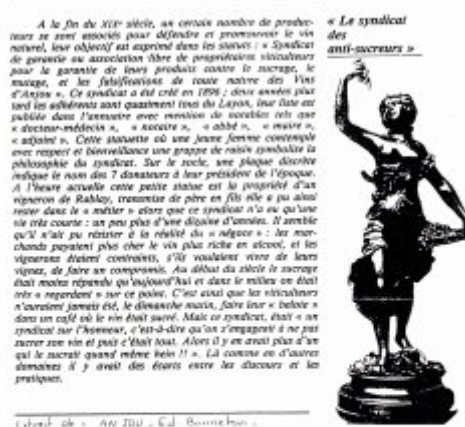 A la fin du XIXe siècle, un certain nombre de produc-
teurs se sont associés pour défendre et promouvoir le vin
naturel, leur objectif est exprimé dans les statuts : « Syndicat
de garantie ou association libre de propriétaires viticulteurs
pour la garantie de leurs produits contre le sucrage, le
mutage, et les falsifications de toute nature des Vins
d'Anjou ». Ce syndicat a été créé en 1896 ; deux années plus
tard les adhérents sont quasiment tous du Layon, leur liste est
publiée dans l'annuaire avec mention de notables tels que
« docteur-médecin », « notaire », « abbé », « maire »,
« adjoint ». Cette statuette où une jeune femme contemple
avec respect et bienveillance une grappe de raisin symbolise la
philosophie du syndicat. Sur le socle, une plaque discrète
indique le nom des 7 donateurs à leur président de l'époque.
A l'heure actuelle cette petite statue est la propriété d'un
vigneron de Rablay, transmise de père en fils elle a pu ainsi
rester dans le « métier » alors que ce syndicat n'a eu qu'une
vie très courte : un peu plus d'une dizaine d'années. Il semble
qu'il n'ait pu résister à la réalité du « négoce » : les mar-
chands payaient plus cher le vin plus riche en alcool, et les
vignerons étaient contraints, s'ils voulaient vivre de leurs
vignes, de faire un compromis. Au début du siècle le sucrage
était moins répandu qu'aujourd'hui et dans le milieu on était
très « regardant » sur ce point. C'est ainsi que les viticulteurs
n'auraient jamais été, le dimanche matin, faire leur « belote »
dans un café où le vin était sucré. Mais ce syndicat, était « un
syndicat sur l'honneur, c'est-à-dire qu'on s'engageait à ne pas
sucrer son vin et puis c'était tout. Alors il y en avait plus d'un
qui le sucrait quand même hein !! ». Là comme en d'autres
domaines il y avait des écarts entre les discours et les
pratiques.
« Le syndicat
des
anti-sucreurs »
Extrait de : ANJOU - Ed. Bonneton.